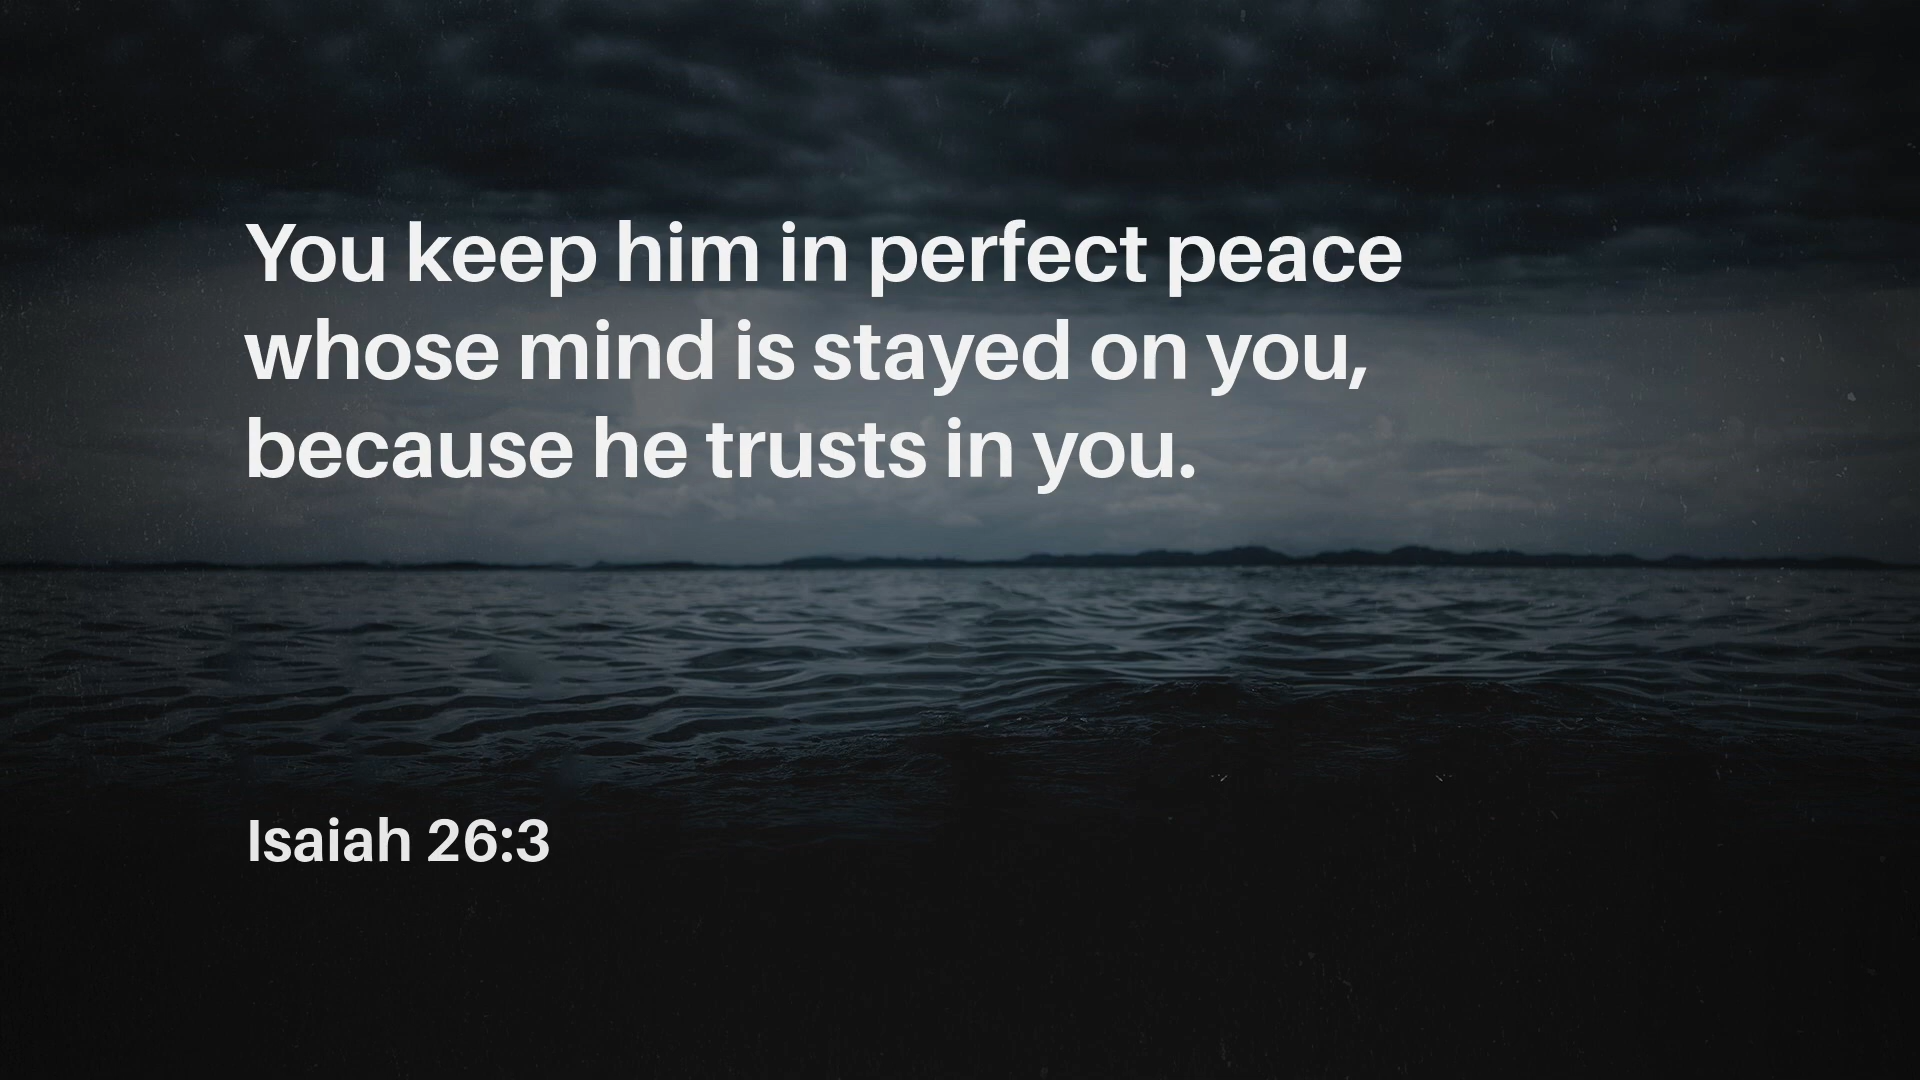 You keep him in perfect peace
whose mind is stayed on you,
because he trusts in you.
Isaiah 26:3